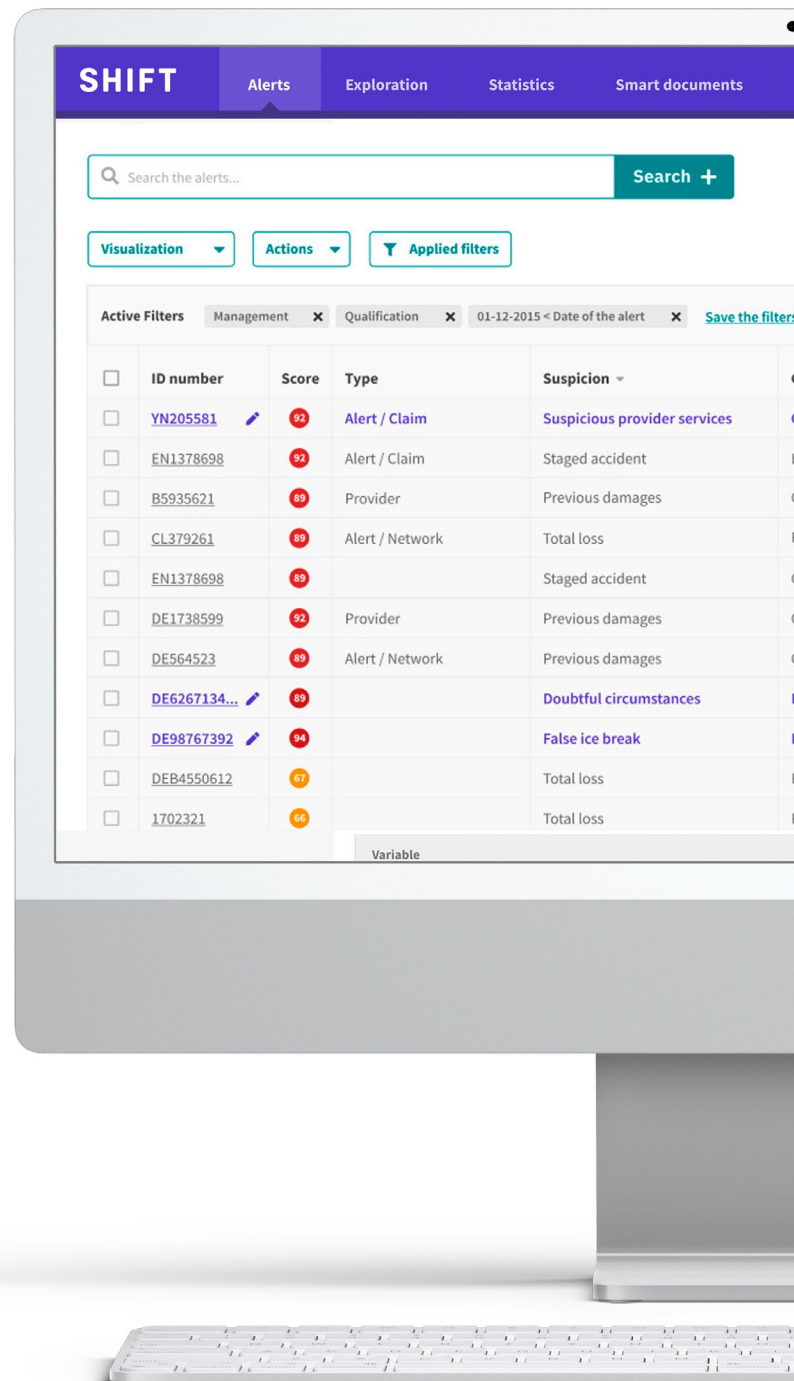 SHIFT Alerts Exploration Statistics Smart documents
Search the alerts... Search +
Visualization Actions Applied filters
Active Filters Management × Qualification × 01-12-2015 < Date of the alert × Save the filters
ID number Score Type Suspicion
YN205581 92 Alert / Claim Suspicious provider services
EN1378698 92 Alert / Claim Staged accident
B5935621 89 Provider Previous damages
CL379261 89 Alert / Network Total loss
EN1378698 89 Staged accident
DE1738599 92 Provider Previous damages
DE564523 89 Alert / Network Previous damages
DE6267134... 89 Doubtful circumstances
DE98767392 94 False ice break
DEB4550612 67 Total loss
1702321 66 Total loss
Variable